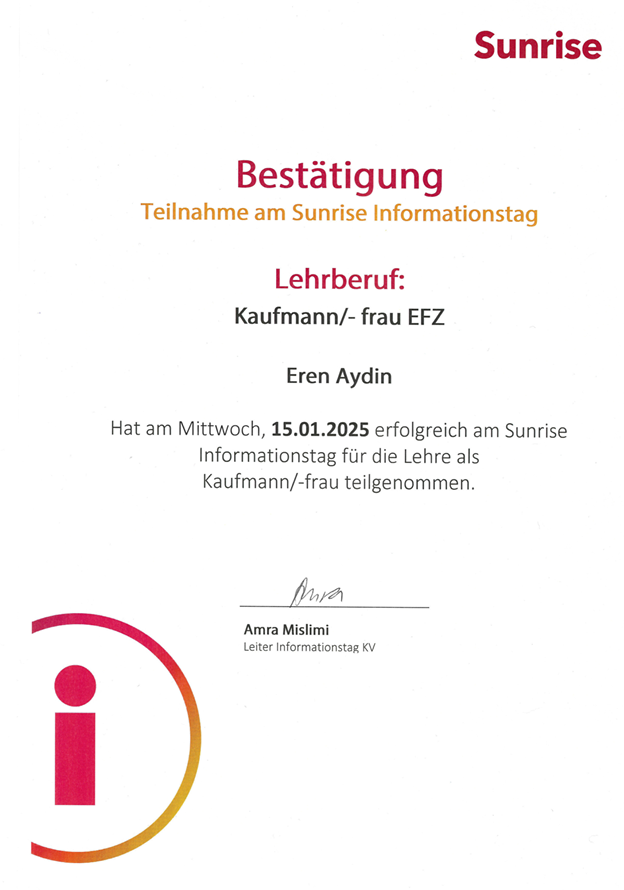 Sunrise
Bestätigung
Teilnahme am Sunrise Informationstag
Lehrberuf:
Kaufmann/- frau EFZ
Eren Aydin
Hat am Mittwoch, 15.01.2025 erfolgreich am Sunrise
Informationstag für die Lehre als
Kaufmann/-frau teilgenommen.
Amra
Amra Mislimi
Leiter Informationstag KV
i